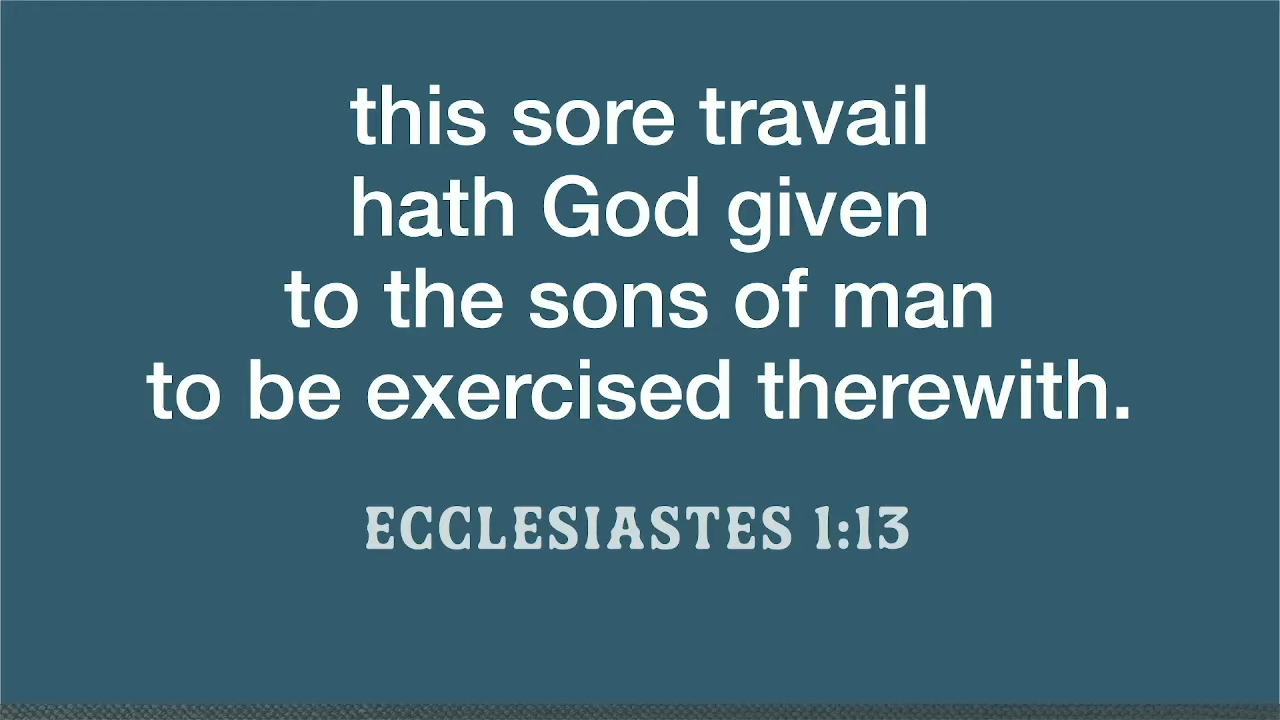 this sore travail
hath God given
to the sons of man
to be exercised therewith.
ECCLESIASTES 1:13